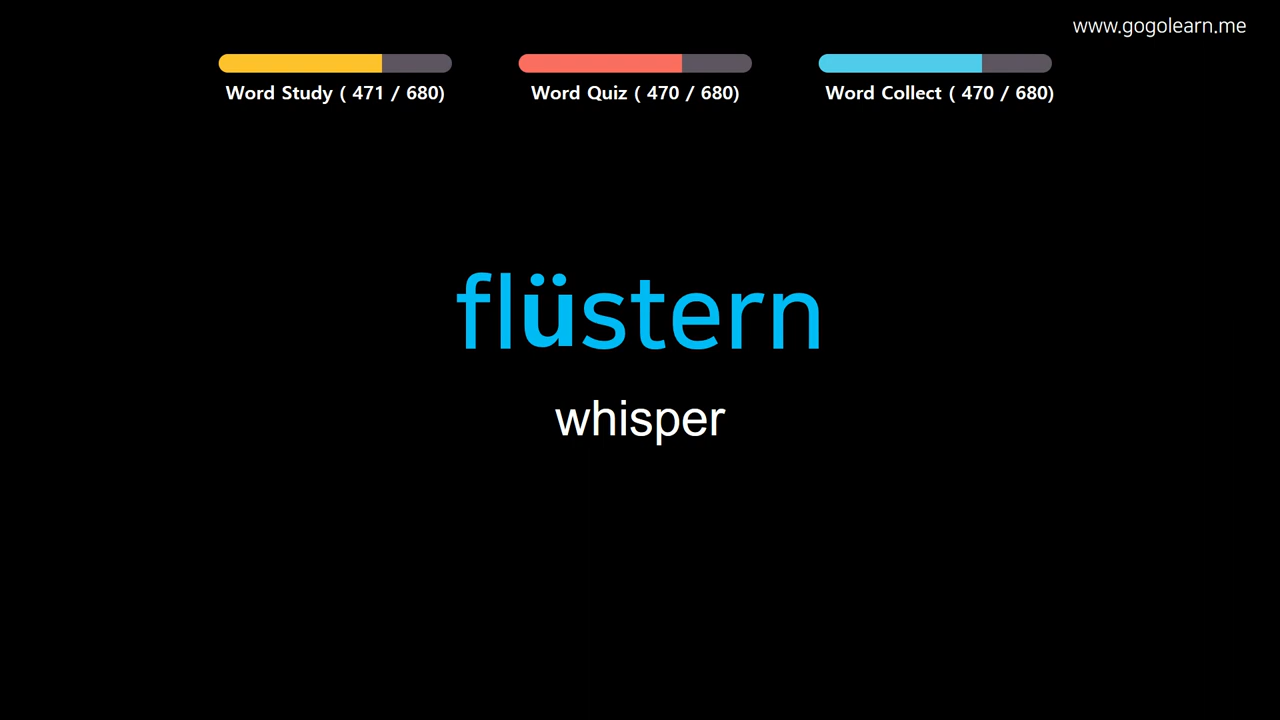 www.gogolearn.me
Word Study ( 471 / 680)
Word Quiz ( 470 / 680)
Word Collect ( 470 / 680)
flüstern
whisper